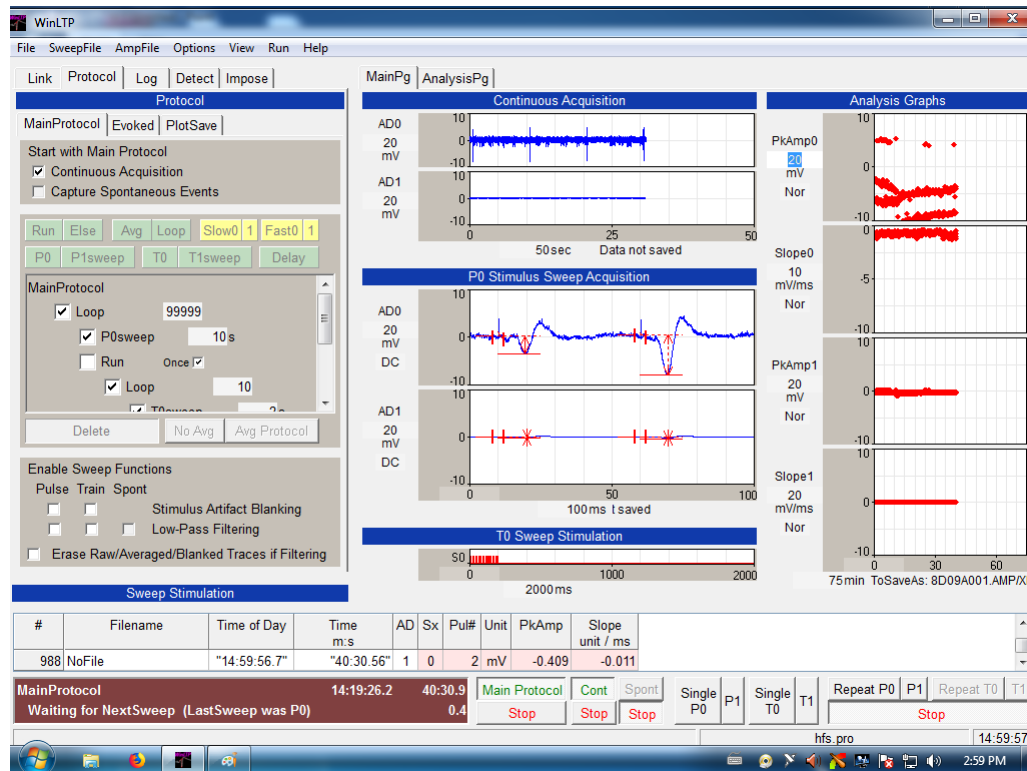 WinLTP
File SweepFile AmpFile Options View Run Help
Link Protocol Log Detect Impose
Protocol
MainProtocol Evoked PlotSave
Start with Main Protocol
Continuous Acquisition
Capture Spontaneous Events
Run Else Avg Loop Slow0 1 Fast0 1
P0 P1sweep T0 T1sweep Delay
MainProtocol
Loop 99999
P0sweep 10 s
Run Once
Loop 10
Delete No Avg Avg Protocol
Enable Sweep Functions
Pulse Train Spont
Stimulus Artifact Blanking
Low-Pass Filtering
Erase Raw/Averaged/Blanked Traces if Filtering
Sweep Stimulation
MainPg AnalysisPg
Continuous Acquisition
AD0
20
mV
10
0
-10
AD1
20
mV
10
0
-10
0 25 50
50 sec Data not saved
P0 Stimulus Sweep Acquisition
AD0
20
mV
DC
10
0
-10
AD1
20
mV
DC
10
0
-10
0 50 100
100 ms t saved
T0 Sweep Stimulation
S0
0 1000 2000
2000 ms
Analysis Graphs
PkAmp0
20
mV
Nor
10
0
-10
Slope0
10
mV/ms
Nor
0
-5
-10
PkAmp1
20
mV
Nor
10
0
-10
Slope1
20
mV/ms
Nor
10
0
-10
0 30 60
75 min ToSaveAs: 8D09A001.AMP/X
# Filename Time of Day Time m:s AD Sx Pul# Unit PkAmp Slope unit / ms
988 NoFile "14:59:56.7" "40:30.56" 1 0 2 mV -0.409 -0.011
MainProtocol 14:19:26.2 40:30.9
Waiting for NextSweep (LastSweep was P0) 0.4
Main Protocol Cont Spont
Stop Stop Stop
Single P0 P1 Single T0 T1
Repeat P0 P1 Repeat T0 T1
Stop
hfs.pro 14:59:57
2:59 PM